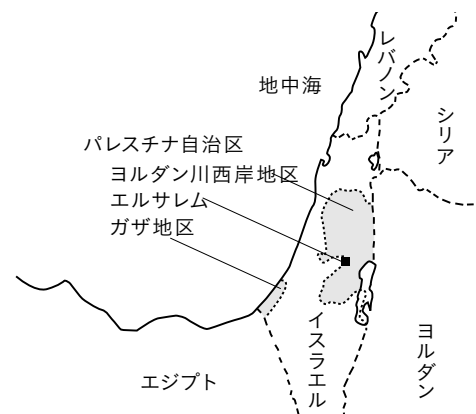 レバノン
地中海
シリア
パレスチナ自治区
ヨルダン川西岸地区
エルサレム
ガザ地区
イスラエル
ヨルダン
エジプト